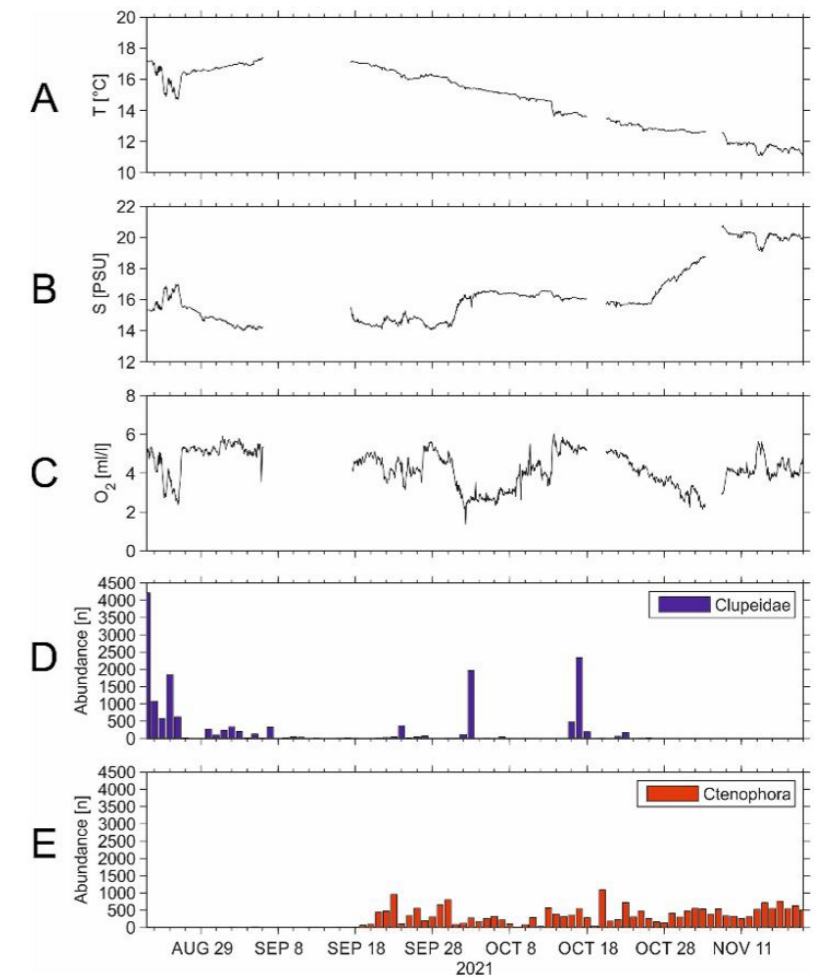 A
T [°C]
20
18
16
14
12
10
B
S [PSU]
22
20
18
16
14
12
C
O2 [ml/l]
8
6
4
2
0
D
Abundance [n]
4500
4000
3500
3000
2500
2000
1500
1000
500
0
Clupeidae
E
Abundance [n]
4500
4000
3500
3000
2500
2000
1500
1000
500
0
Ctenophora
AUG 29 SEP 8 SEP 18 SEP 28 OCT 8 OCT 18 OCT 28 NOV 11
2021